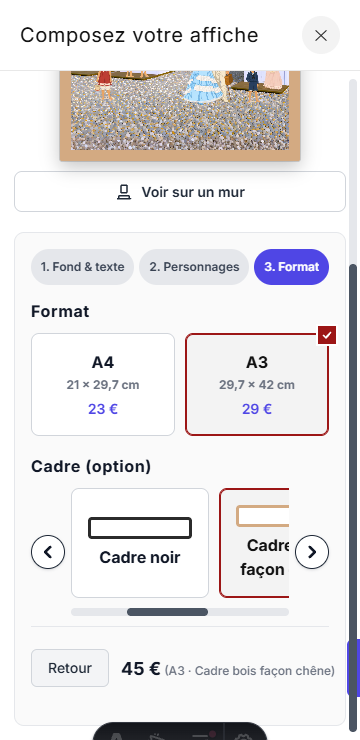 Composez votre affiche
Voir sur un mur
1. Fond & texte
2. Personnages
3. Format
Format
A4
21 × 29,7 cm
23 €
A3
29,7 × 42 cm
29 €
Cadre (option)
Cadre noir
Cadre
façon
Retour
45 € (A3 · Cadre bois façon chêne)